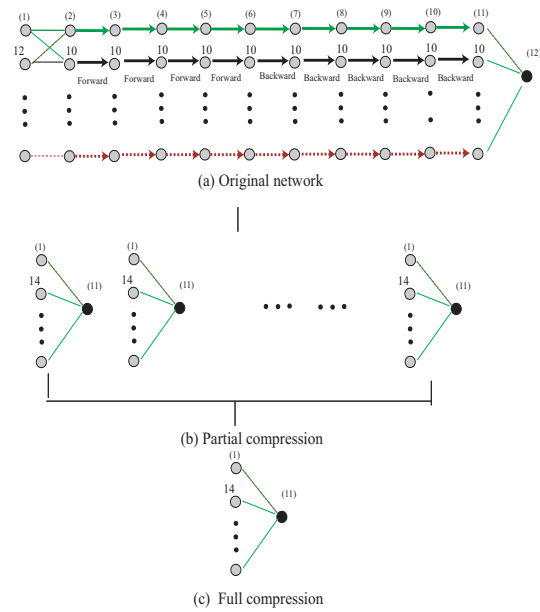 (1) (2) (3) (4) (5) (6) (7) (8) (9) (10) (11)
12 10 10 10 10 10 10 10 10 10 10
(12)
Forward Forward Forward Forward Backward Backward Backward Backward Backward
(a) Original network
(1) (1) (1)
14 14 14
(11) (11) (11)
(b) Partial compression
(1)
14
(11)
(c) Full compression